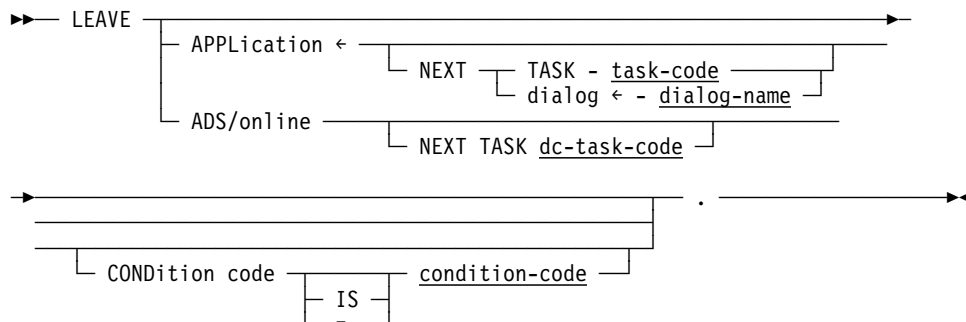 LEAVE
APPLication ←
NEXT TASK - task-code
dialog ← - dialog-name
ADS/online
NEXT TASK dc-task-code
.
CONDition code condition-code
IS